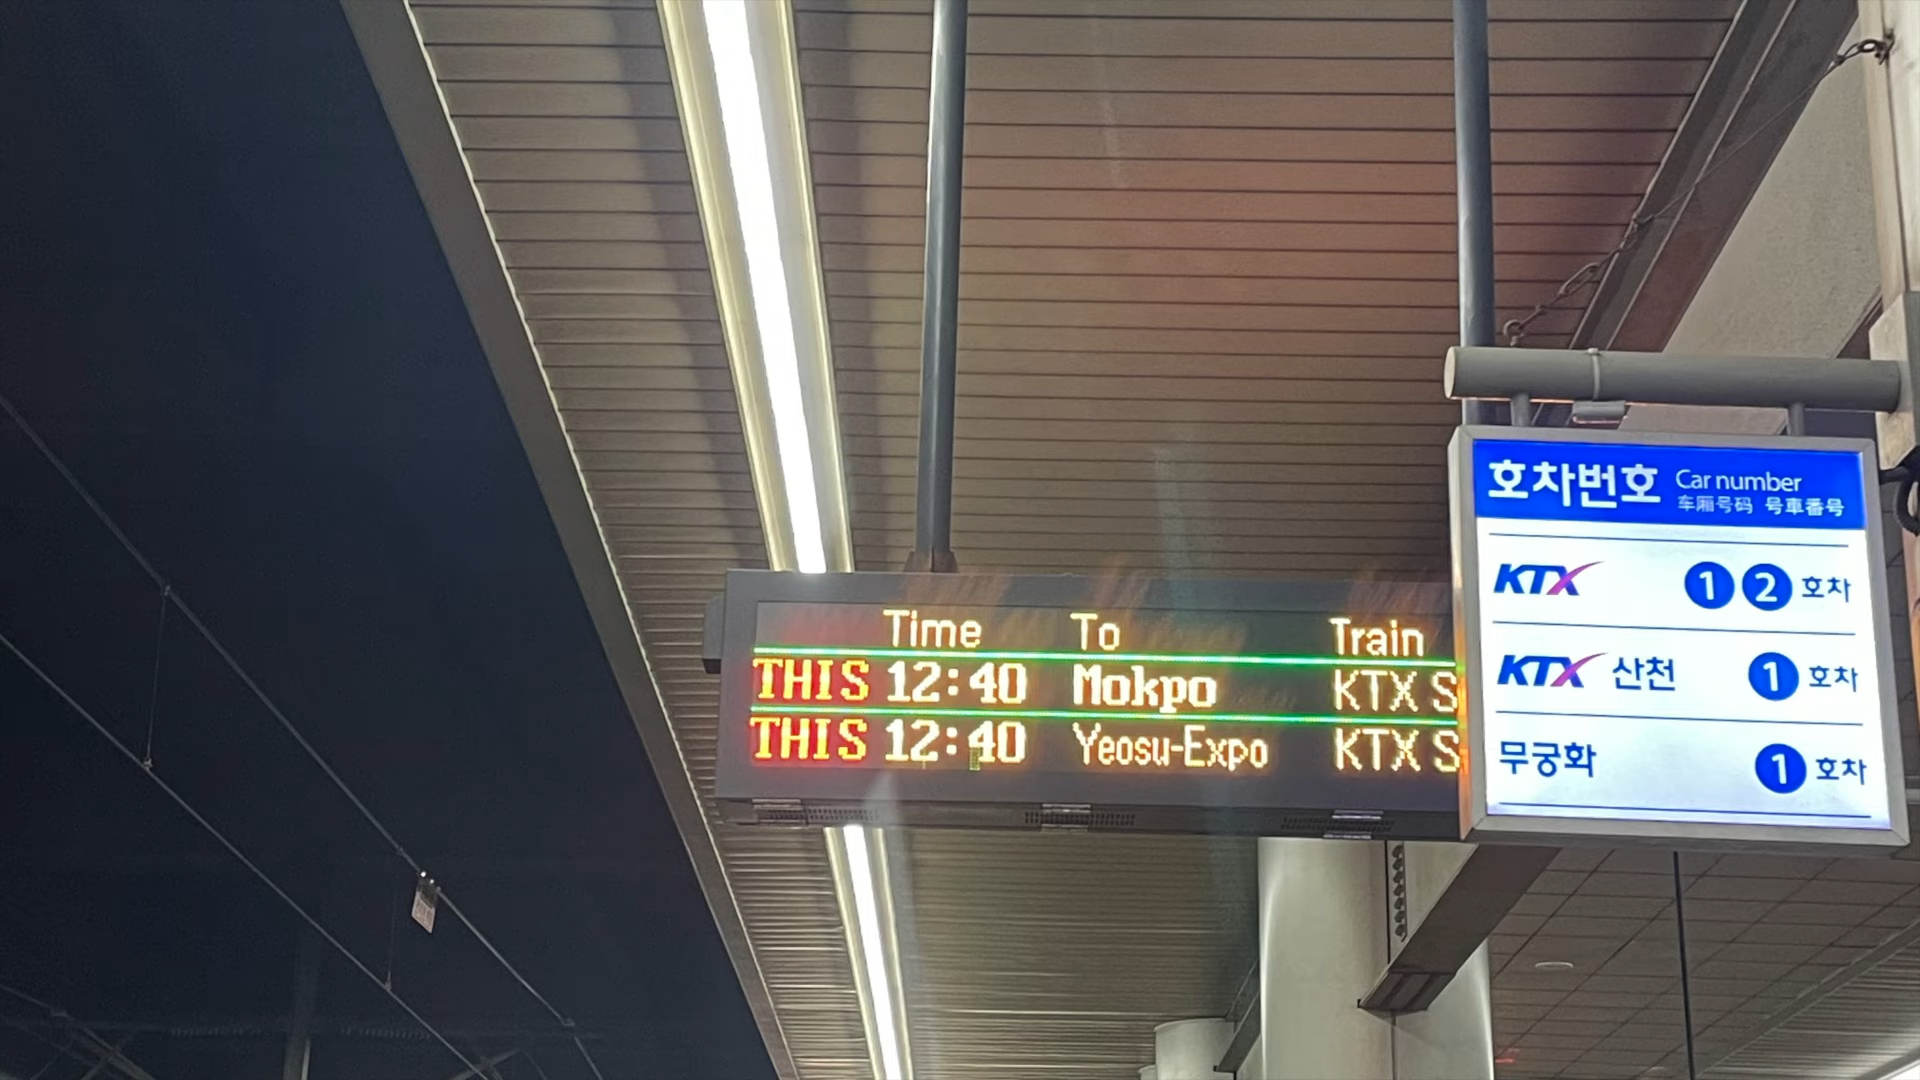 Time To Train
THIS 12:40 Mokpo KTX S
THIS 12:40 Yeosu-Expo KTX S
호차번호 Car number
车厢号码 号車番号
KTX 1 2 호차
KTX 산천 1 호차
무궁화 1 호차